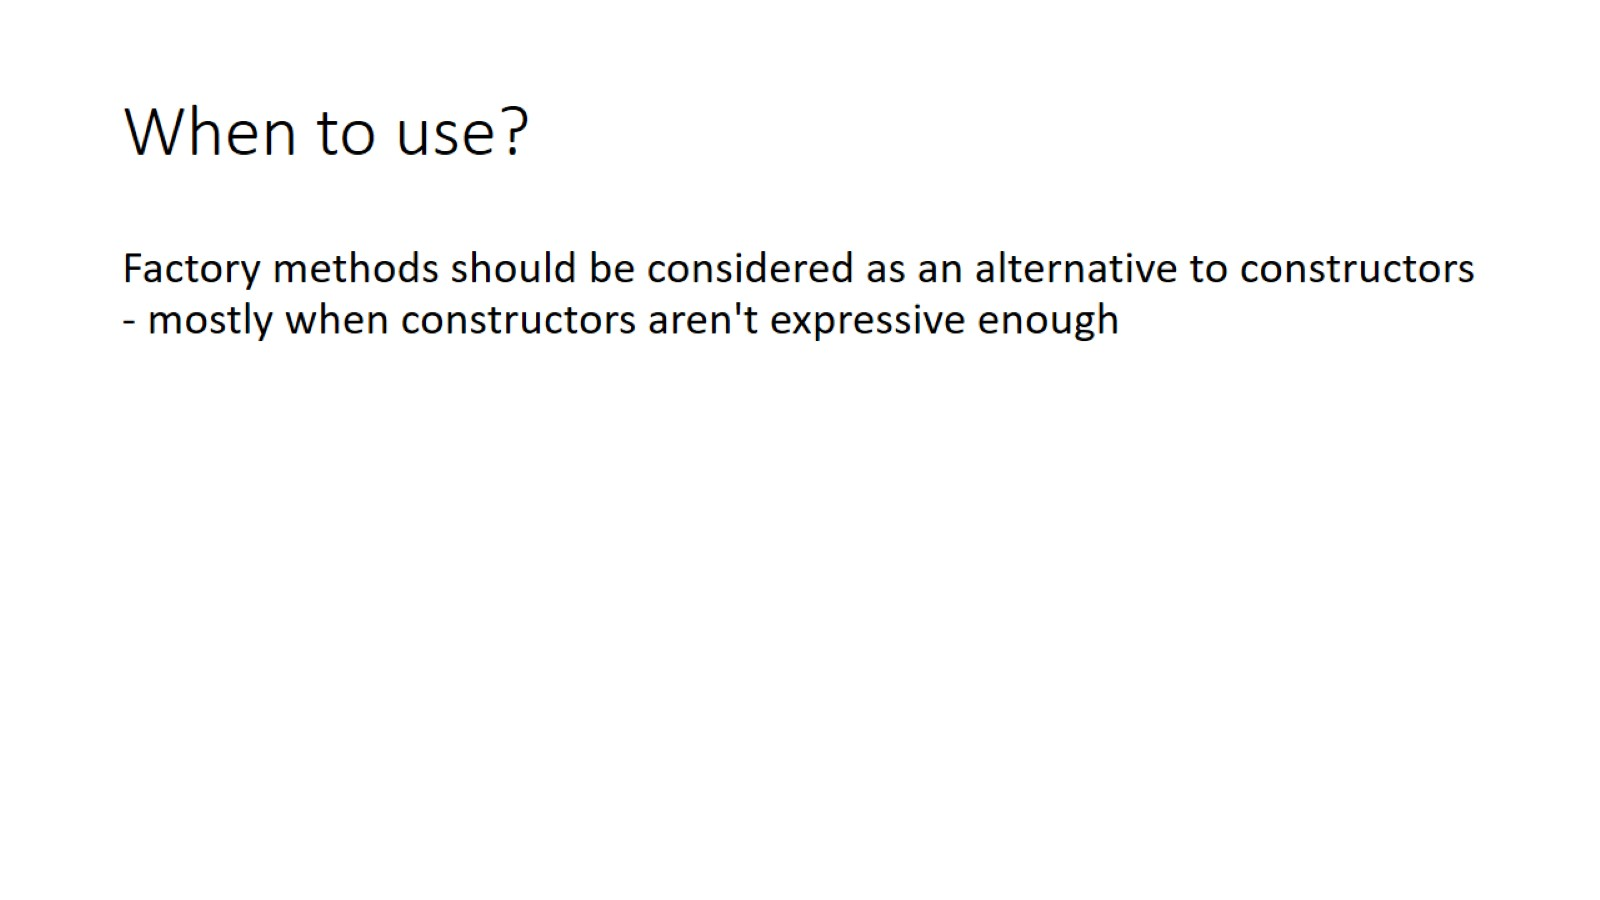 When to use?
Factory methods should be considered as an alternative to constructors
- mostly when constructors aren't expressive enough